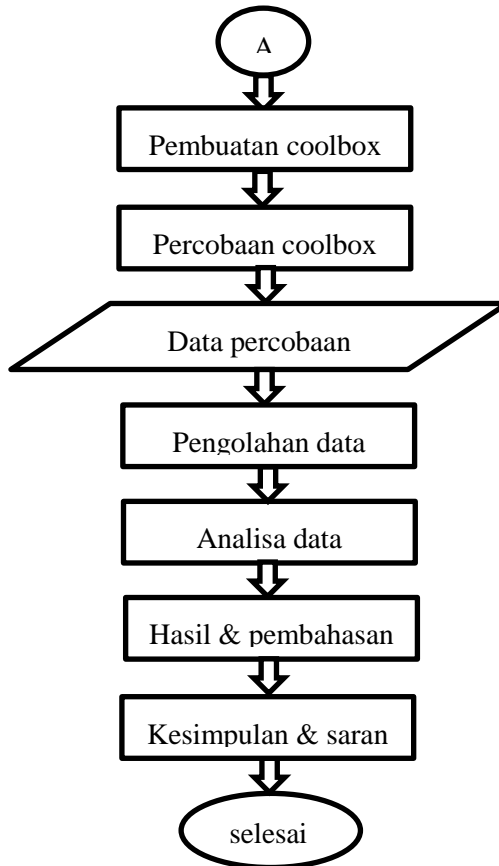 A
Pembuatan coolbox
Percobaan coolbox
Data percobaan
Pengolahan data
Analisa data
Hasil & pembahasan
Kesimpulan & saran
selesai